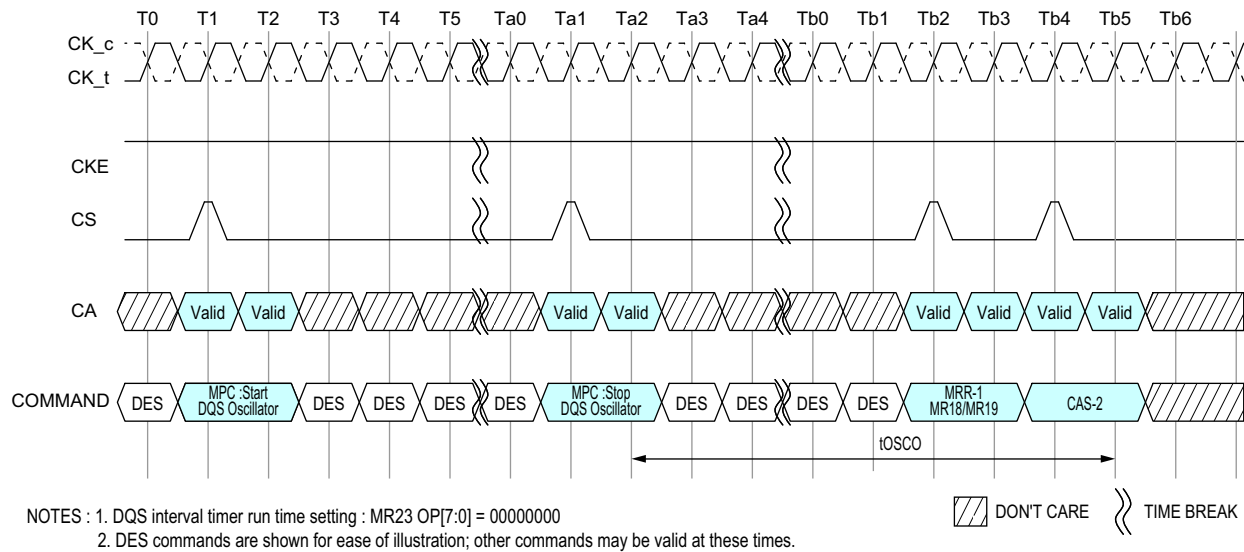 T0 T1 T2 T3 T4 T5 Ta0 Ta1 Ta2 Ta3 Ta4 Tb0 Tb1 Tb2 Tb3 Tb4 Tb5 Tb6
CK_c
CK_t
CKE
CS
CA Valid Valid Valid Valid Valid Valid Valid Valid
COMMAND DES MPC :Start DQS Oscillator DES DES DES DES MPC :Stop DQS Oscillator DES DES DES DES MRR-1 MR18/MR19 CAS-2
tOSCO
DON'T CARE TIME BREAK
NOTES : 1. DQS interval timer run time setting : MR23 OP[7:0] = 00000000
2. DES commands are shown for ease of illustration; other commands may be valid at these times.